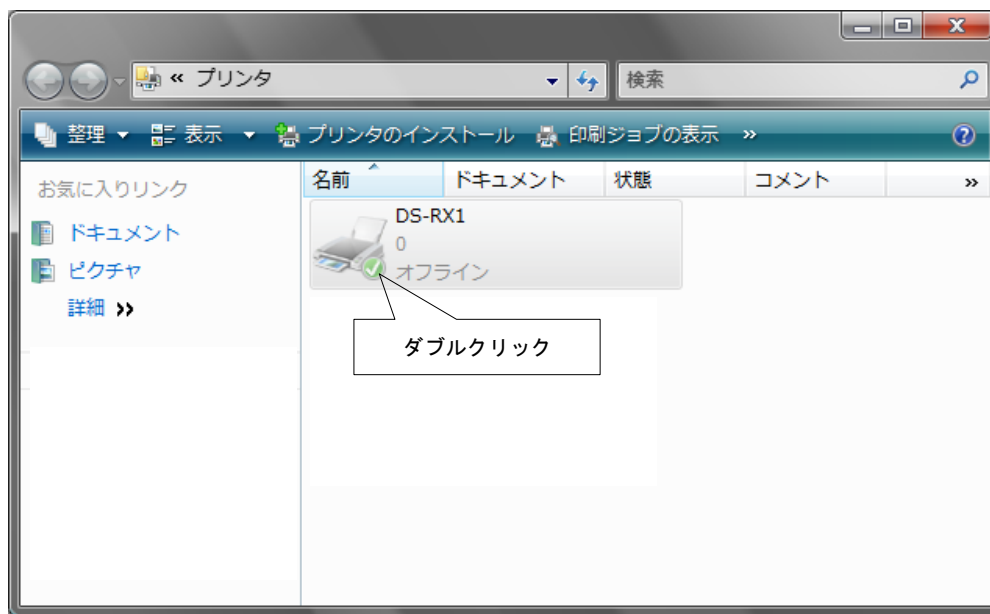 « プリンタ
検索
整理
表示
プリンタのインストール
印刷ジョブの表示 »
?
お気に入りリンク
ドキュメント
ピクチャ
詳細 »
名前
ドキュメント
状態
コメント
»
DS-RX1
0
オフライン
ダブルクリック